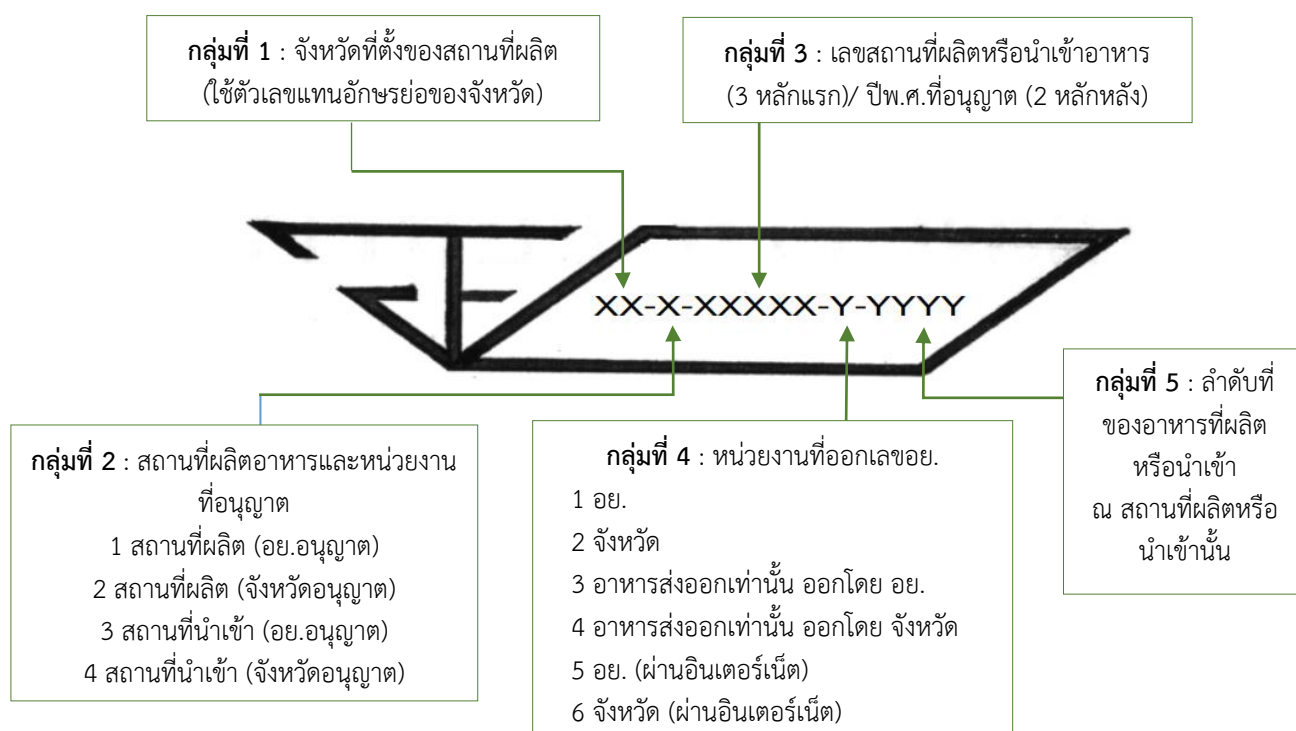 กลุ่มที่ 1 : จังหวัดที่ตั้งของสถานที่ผลิต
(ใช้ตัวเลขแทนอักษรย่อของจังหวัด)
กลุ่มที่ 3 : เลขสถานที่ผลิตหรือนำเข้าอาหาร
(3 หลักแรก)/ ปีพ.ศ.ที่อนุญาต (2 หลักหลัง)
XX-X-XXXXX-Y-YYYY
กลุ่มที่ 2 : สถานที่ผลิตอาหารและหน่วยงาน
ที่อนุญาต
1 สถานที่ผลิต (อย.อนุญาต)
2 สถานที่ผลิต (จังหวัดอนุญาต)
3 สถานที่นำเข้า (อย.อนุญาต)
4 สถานที่นำเข้า (จังหวัดอนุญาต)
กลุ่มที่ 4 : หน่วยงานที่ออกเลขอย.
1 อย.
2 จังหวัด
3 อาหารส่งออกเท่านั้น ออกโดย อย.
4 อาหารส่งออกเท่านั้น ออกโดย จังหวัด
5 อย. (ผ่านอินเตอร์เน็ต)
6 จังหวัด (ผ่านอินเตอร์เน็ต)
กลุ่มที่ 5 : ลำดับที่
ของอาหารที่ผลิต
หรือนำเข้า
ณ สถานที่ผลิตหรือ
นำเข้านั้น